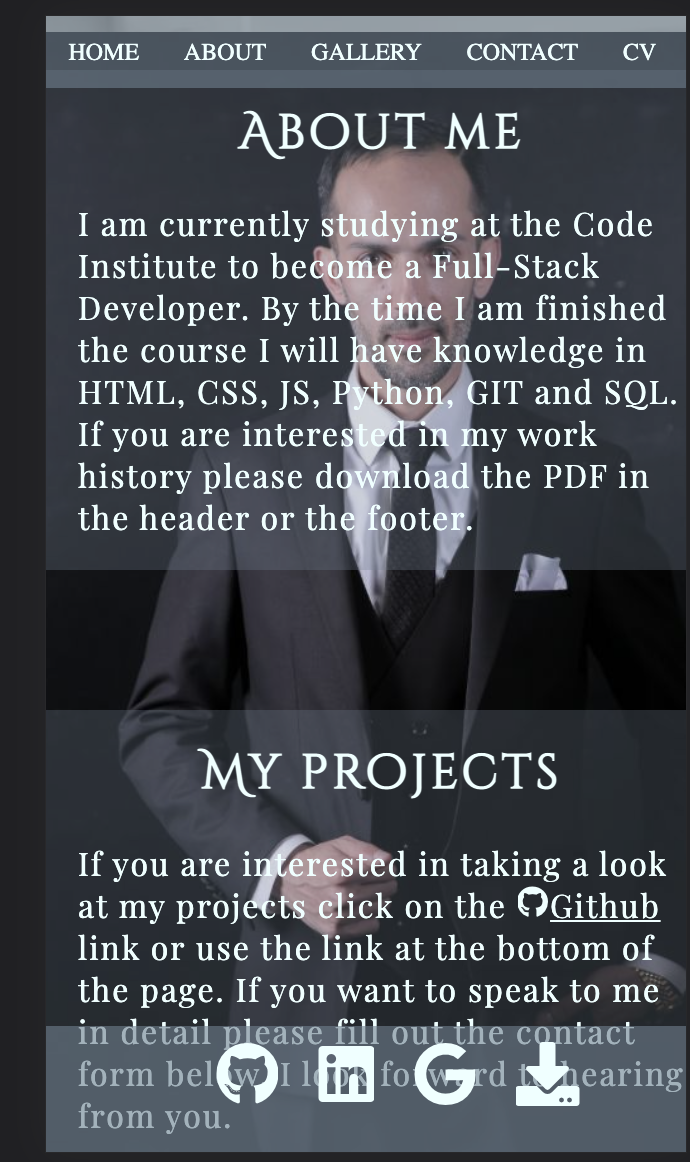 HOME ABOUT GALLERY CONTACT CV
ABOUT ME
I am currently studying at the Code
Institute to become a Full-Stack
Developer. By the time I am finished
the course I will have knowledge in
HTML, CSS, JS, Python, GIT and SQL.
If you are interested in my work
history please download the PDF in
the header or the footer.
MY PROJECTS
If you are interested in taking a look
at my projects click on the Github
link or use the link at the bottom of
the page. If you want to speak to me
in detail please fill out the contact
form below. I look forward to hearing
from you.